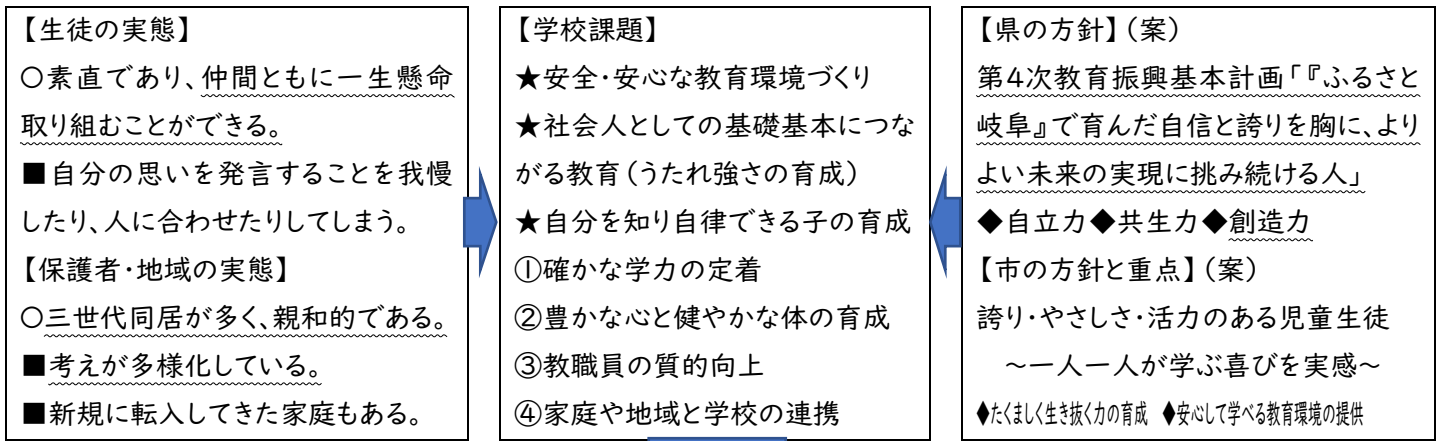 【生徒の実態】
○素直であり、仲間ともに一生懸命
取り組むことができる。
■自分の思いを発言することを我慢
したり、人に合わせたりしてしまう。
【保護者・地域の実態】
○三世代同居が多く、親和的である。
■考えが多様化している。
■新規に転入してきた家庭もある。
【学校課題】
★安全・安心な教育環境づくり
★社会人としての基礎基本につな
がる教育(うたれ強さの育成)
★自分を知り自律できる子の育成
①確かな学力の定着
②豊かな心と健やかな体の育成
③教職員の質的向上
④家庭や地域と学校の連携
【県の方針】(案)
第4次教育振興基本計画「『ふるさと
岐阜』で育んだ自信と誇りを胸に、より
よい未来の実現に挑み続ける人」
◆自立力◆共生力◆創造力
【市の方針と重点】(案)
誇り・やさしさ・活力のある児童生徒
~一人一人が学ぶ喜びを実感~
◆たくましく生き抜く力の育成 ◆安心して学べる教育環境の提供